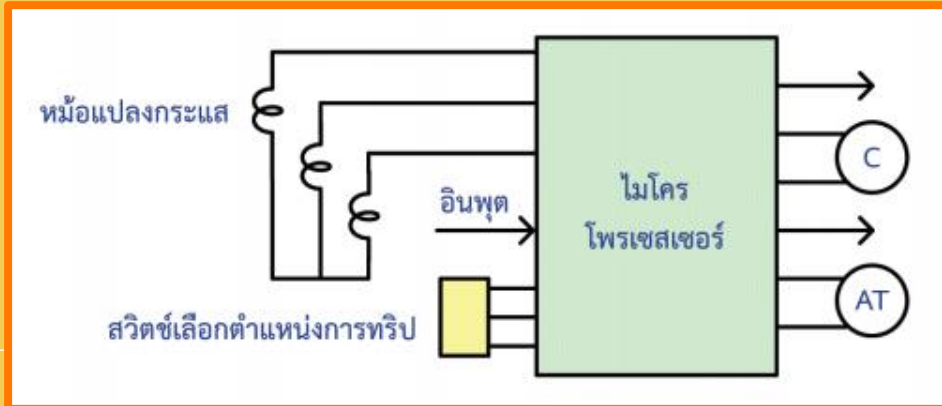 หม้อแปลงกระแส
อินพุต
สวิตช์เลือกตำแหน่งการทริป
ไมโคร
โพรเซสเซอร์
C
AT